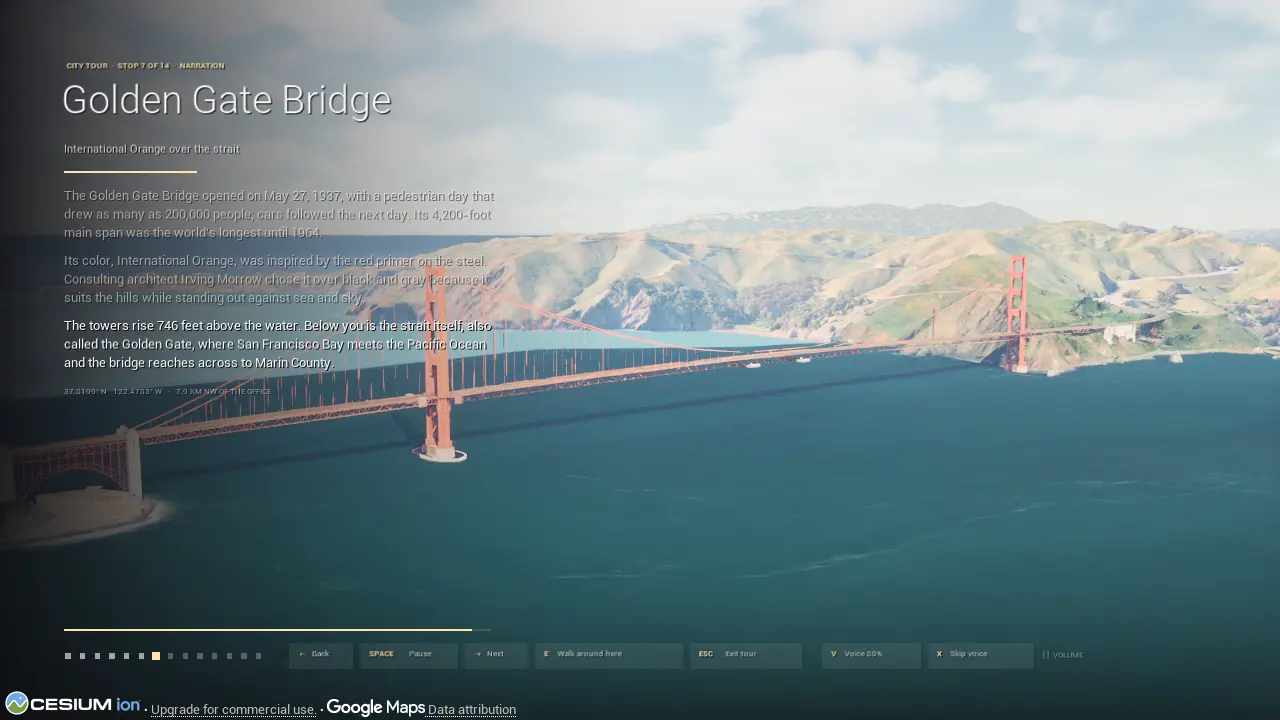 CITY TOUR · STOP 7 OF 14 · NARRATION
Golden Gate Bridge
International Orange over the strait
The Golden Gate Bridge opened on May 27, 1937, with a pedestrian day that
drew as many as 200,000 people; cars followed the next day. Its 4,200-foot
main span was the world's longest until 1964.
Its color, International Orange, was inspired by the red primer on the steel.
Consulting architect Irving Morrow chose it over black and gray because it
suits the hills while standing out against sea and sky.
The towers rise 746 feet above the water. Below you is the strait itself, also
called the Golden Gate, where San Francisco Bay meets the Pacific Ocean
and the bridge reaches across to Marin County.
37.8199° N 122.4783° W · 7.9 KM NW OF THE OFFICE
← Back SPACE Pause → Next E Walk around here ESC Exit tour V Voice 80% X Skip voice VOLUME
CESIUM ion · Upgrade for commercial use. · Google Maps Data attribution